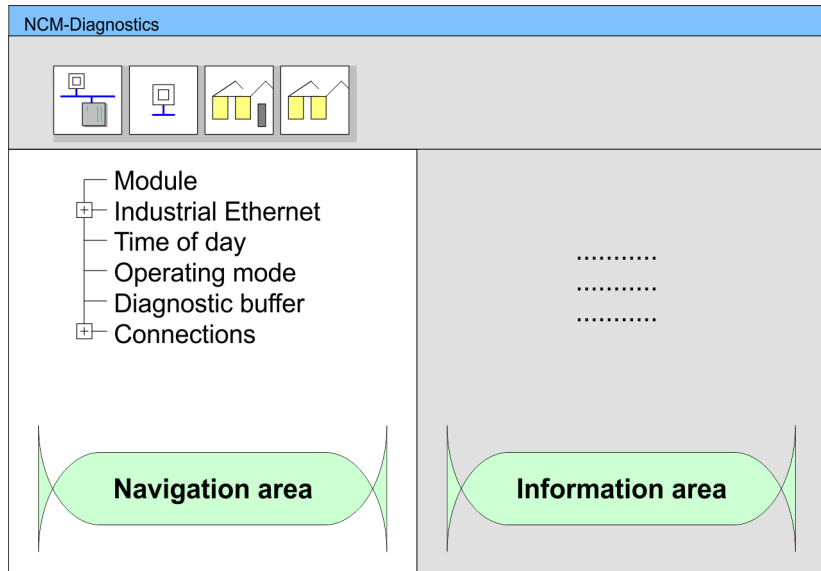 NCM-Diagnostics
Module
Industrial Ethernet
Time of day
Operating mode
Diagnostic buffer
Connections
...........
...........
...........
Navigation area
Information area